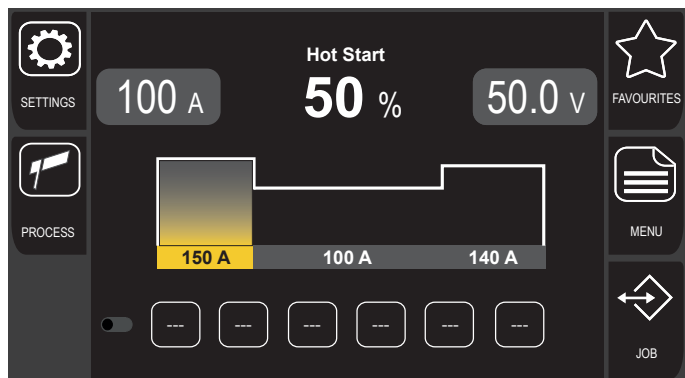 Hot Start
100 A
50 %
50.0 V
SETTINGS
FAVOURITES
PROCESS
MENU
150 A
100 A
140 A
---
---
---
---
---
---
JOB